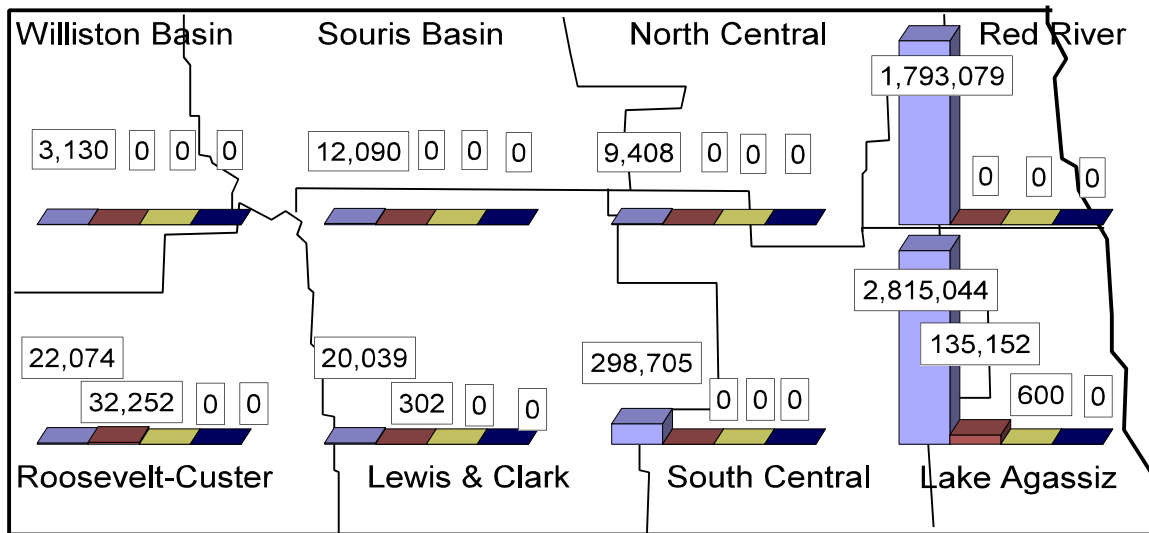 Williston Basin Souris Basin North Central Red River
1,793,079
3,130 0 0 0 12,090 0 0 0 9,408 0 0 0
0 0 0
2,815,044
22,074 20,039 298,705 135,152
32,252 0 0 302 0 0 0 0 0 600 0
Roosevelt-Custer Lewis & Clark South Central Lake Agassiz